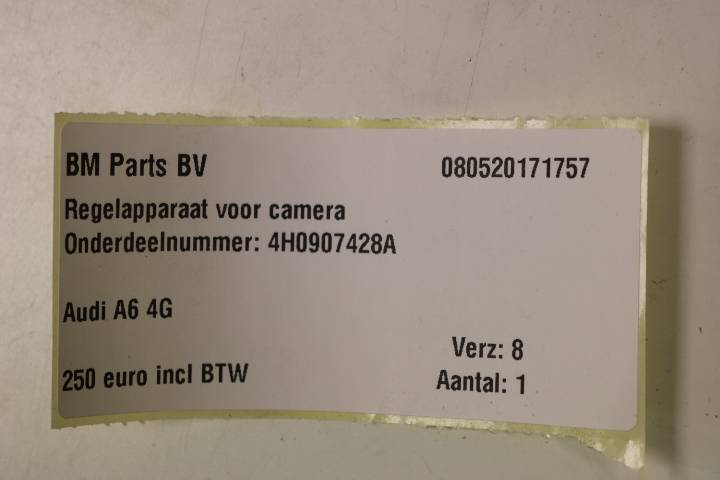 BM Parts BV 080520171757
Regelapparaat voor camera
Onderdeelnummer: 4H0907428A
Audi A6 4G
Verz: 8
250 euro incl BTW Aantal: 1